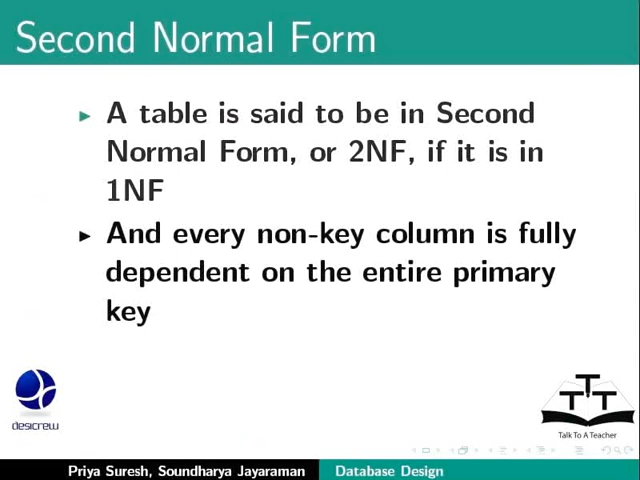 Second Normal Form
A table is said to be in Second
Normal Form, or 2NF, if it is in
1NF
And every non-key column is fully
dependent on the entire primary
key
desicrew
TTT
Talk To A Teacher
Priya Suresh, Soundharya Jayaraman Database Design